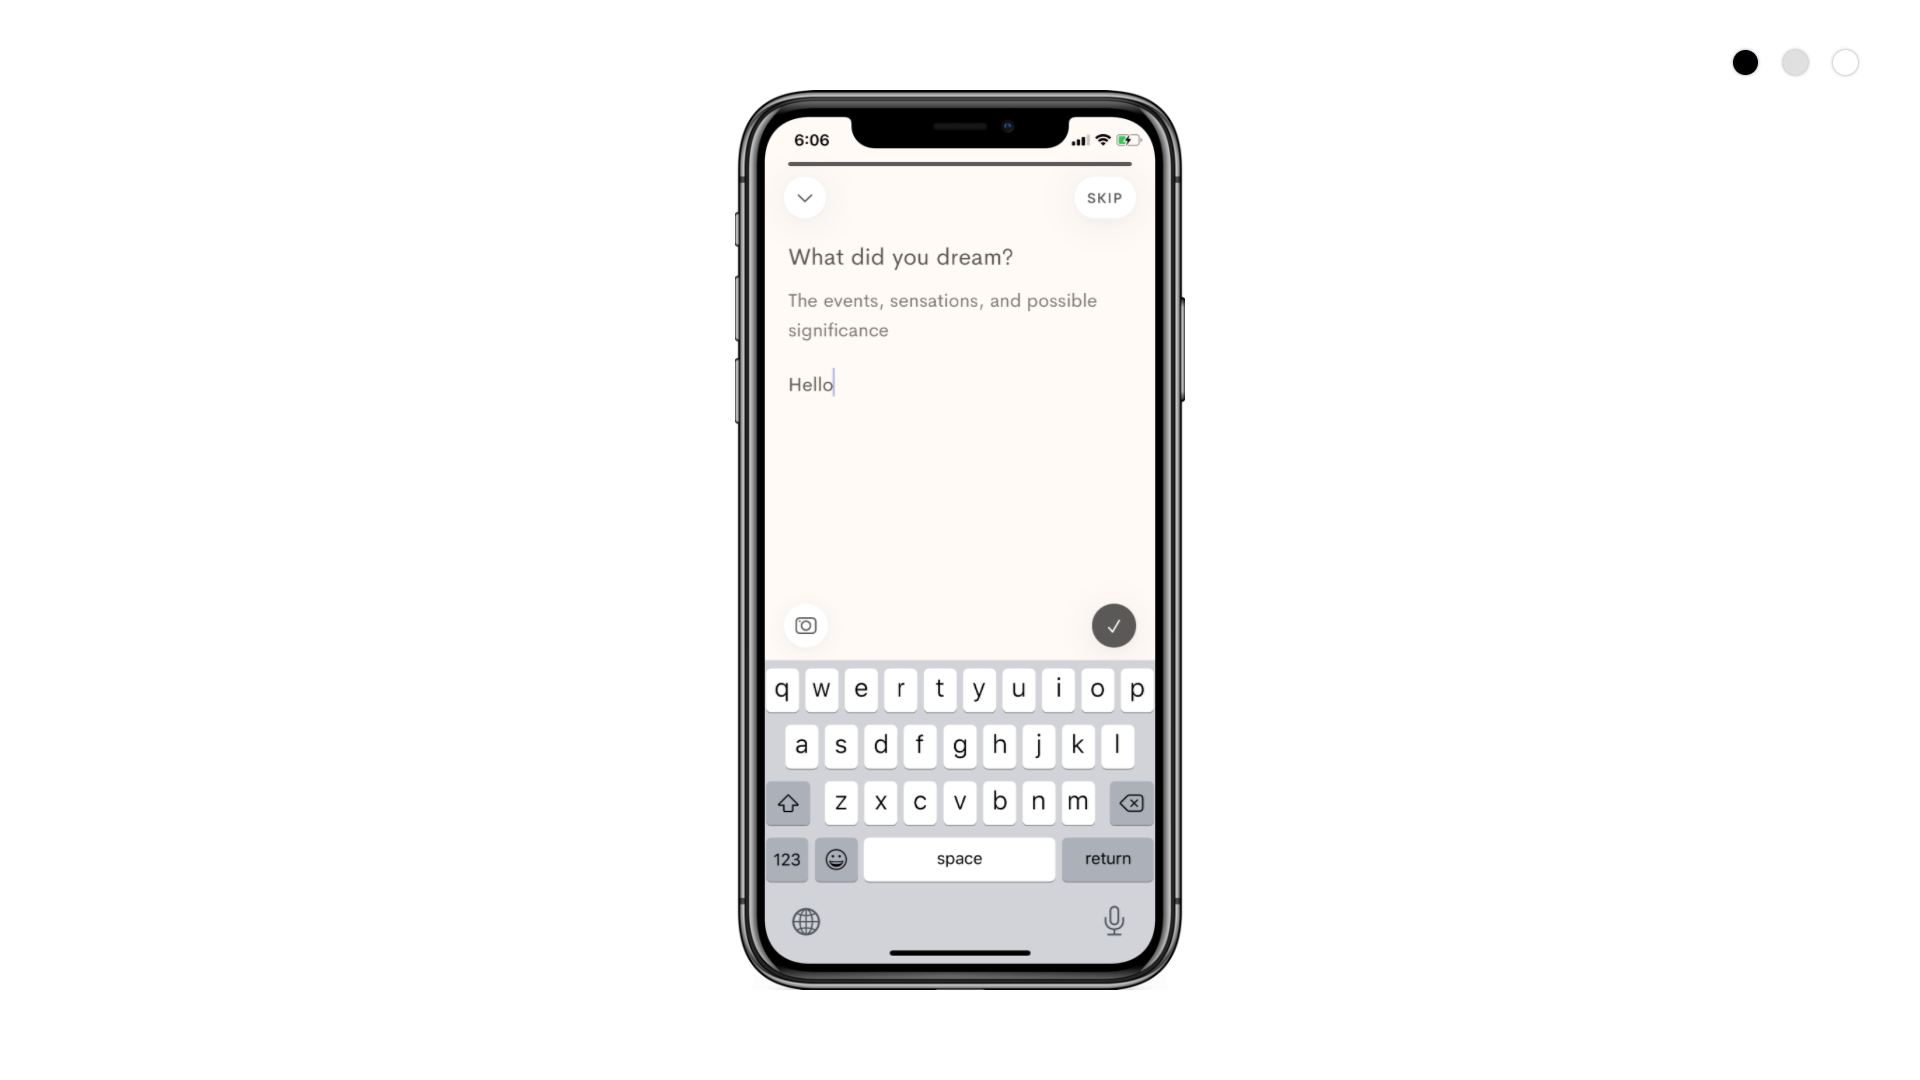 6:06
SKIP
What did you dream?
The events, sensations, and possible
significance
Hello
q w e r t y u i o p
a s d f g h j k l
z x c v b n m
123 space return